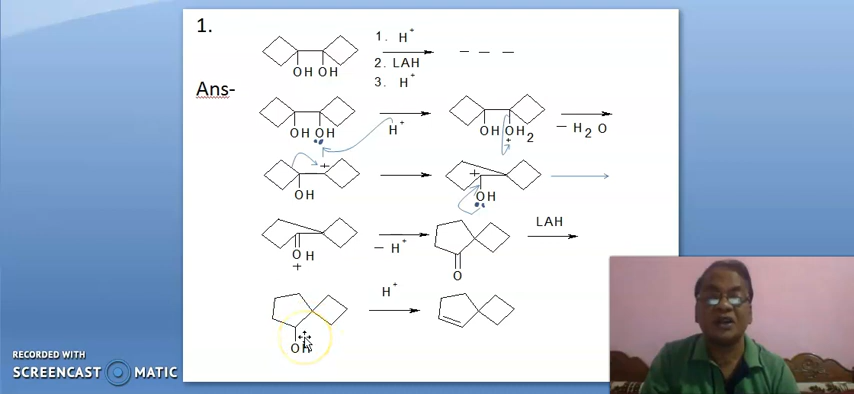 1.
1. H+
2. LAH
3. H+
OH OH
Ans-
OH OH
H+
OH OH2
+
− H2O
+
OH
+
OH
OH
+
− H+
O
LAH
OH
H+
RECORDED WITH
SCREENCAST MATIC